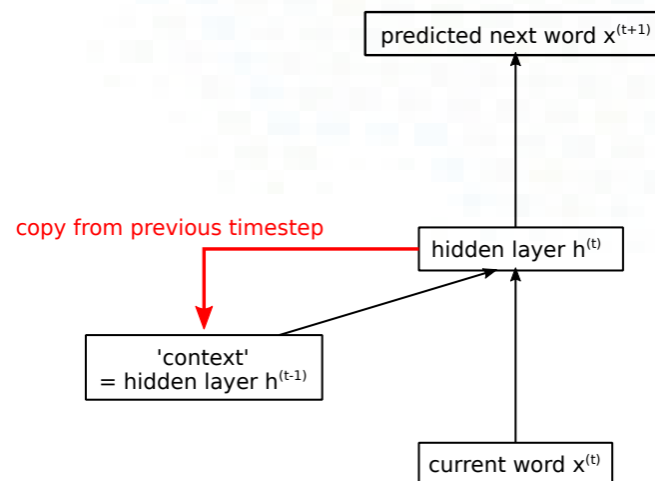 predicted next word x^(t+1)
copy from previous timestep
hidden layer h^(t)
'context'
= hidden layer h^(t-1)
current word x^(t)